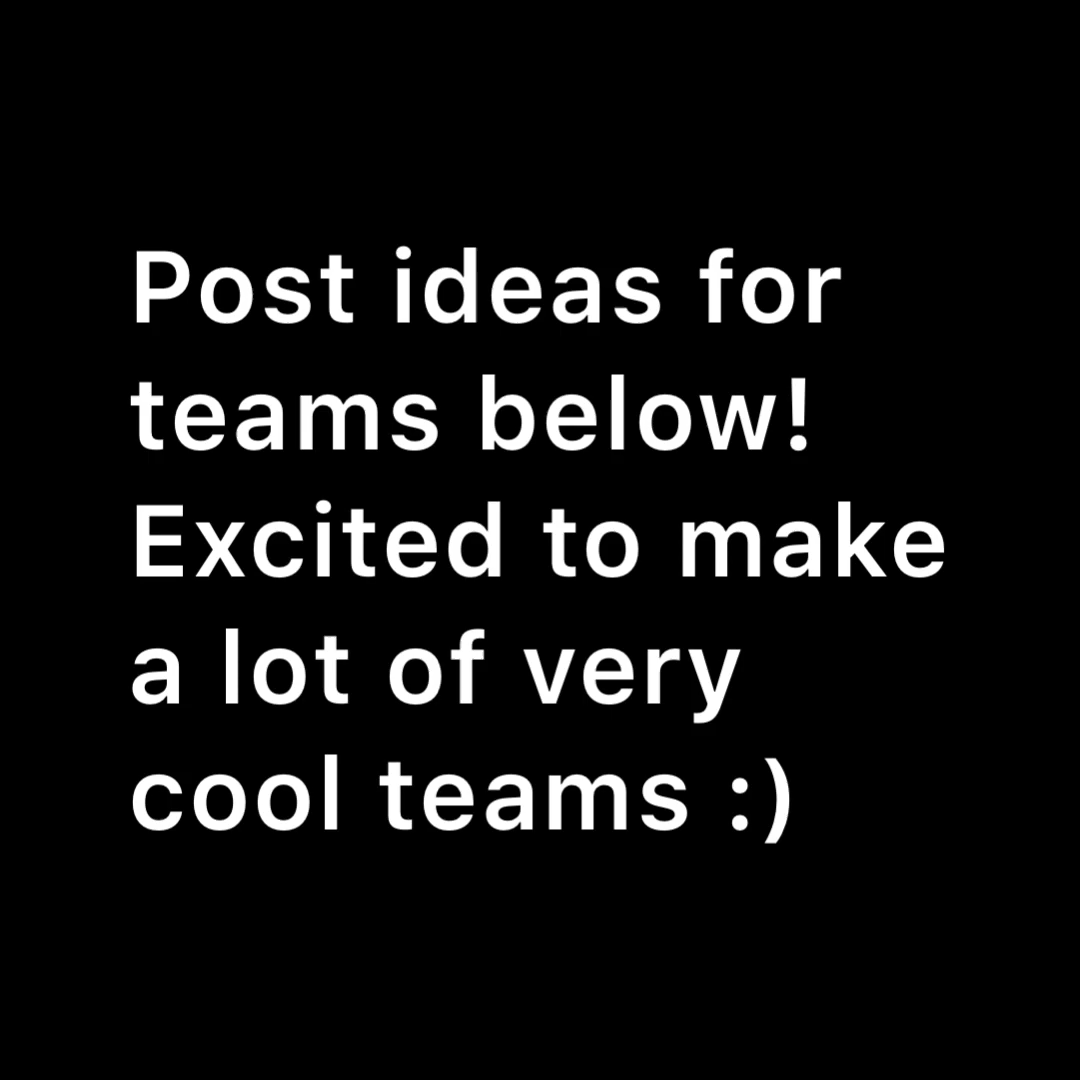 Post ideas for
teams below!
Excited to make
a lot of very
cool teams :)